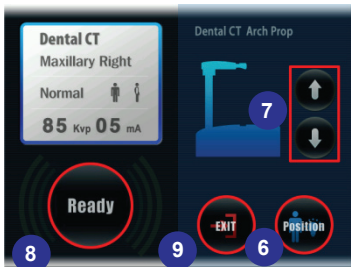 Dental CT
Maxillary Right
Normal
85 Kvp 05 mA
Ready
8
Dental CT Arch Prop
7
EXIT
Position
9
6